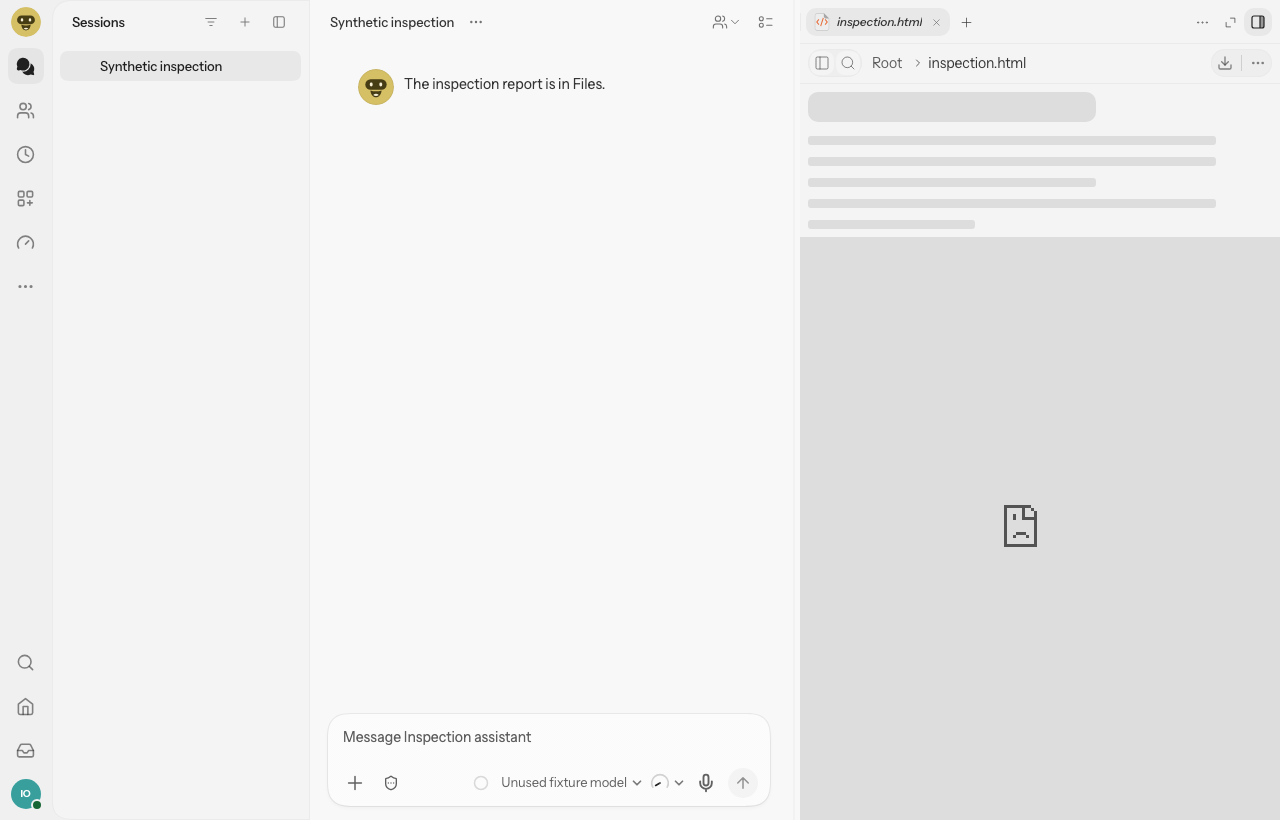 Sessions
Synthetic inspection
Synthetic inspection
The inspection report is in Files.
Message Inspection assistant
Unused fixture model
inspection.html
Root
inspection.html
IO